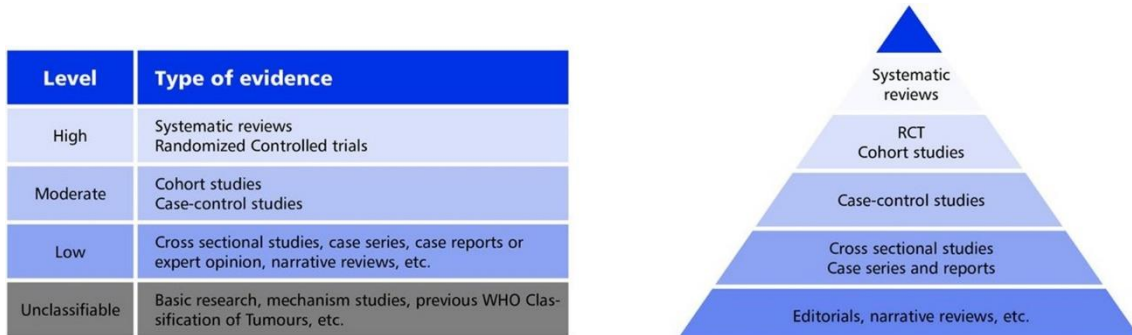 Level Type of evidence
High
Systematic reviews
Randomized Controlled trials
Moderate
Cohort studies
Case-control studies
Low
Cross sectional studies, case series, case reports or
expert opinion, narrative reviews, etc.
Unclassifiable
Basic research, mechanism studies, previous WHO Clas-
sification of Tumours, etc.
Systematic
reviews
RCT
Cohort studies
Case-control studies
Cross sectional studies
Case series and reports
Editorials, narrative reviews, etc.